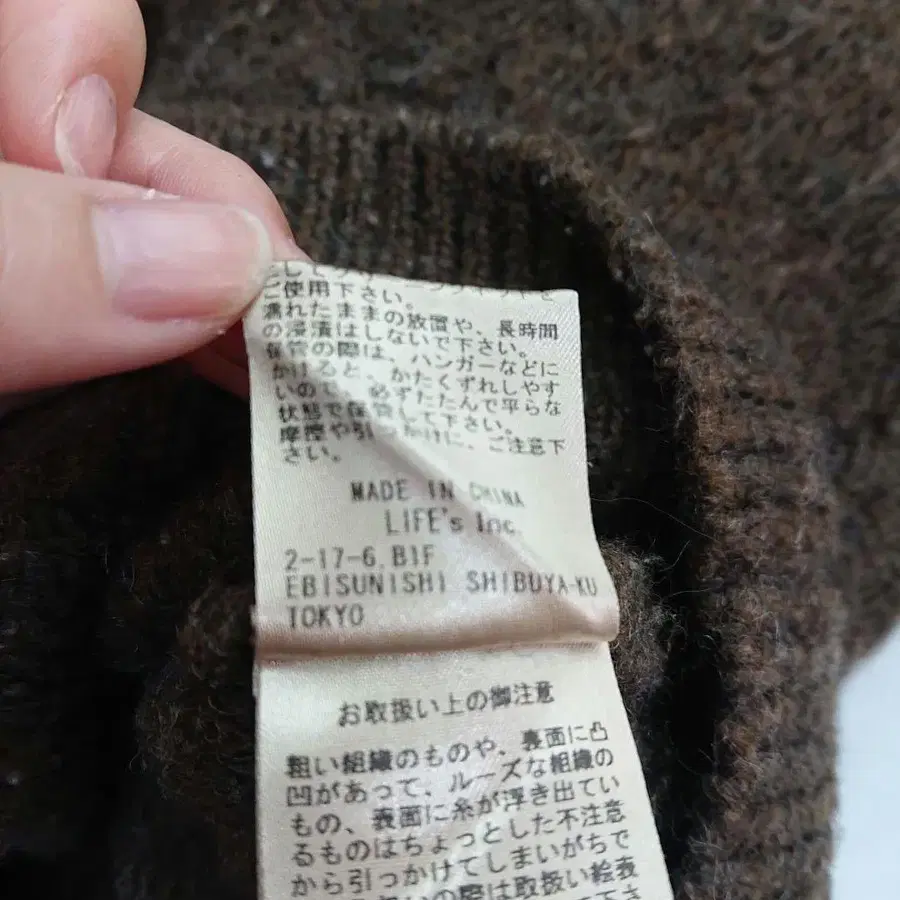 ご使用下さい。
濡れたままの放置や、長時間
の浸漬はしないで下さい。
保管の際は、ハンガーなどに
かけると、かたくずれしやす
いので、必ずたたんで平らな
状態で保管して下さい。
摩擦や引っかけに、ご注意下
さい。
MADE IN CHINA
LIFE's Inc.
2-17-6.B1F
EBISUNISHI SHIBUYA-KU
TOKYO
お取扱い上の御注意
粗い組織のものや、表面に凸
凹があって、ルーズな組織の
もの、表面に糸が浮き出てい
るものはちょっとした不注意
から引っかけてしまいがちで
の際は取扱い絵表